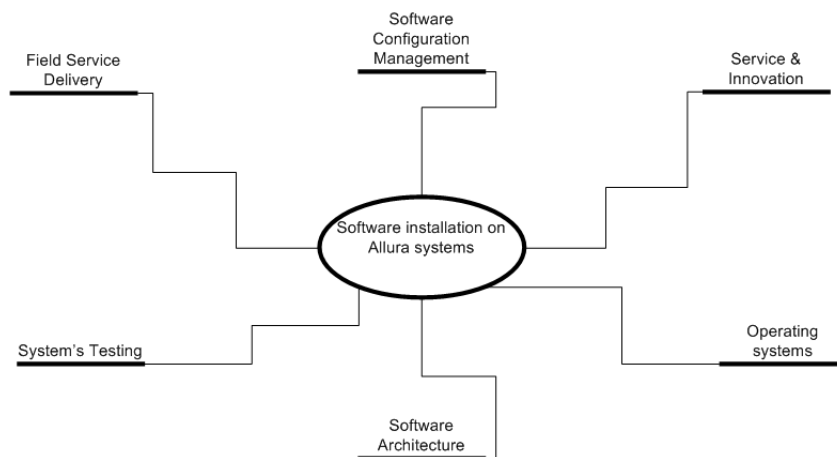 Software
Configuration
Management
Field Service
Delivery
Service &
Innovation
Software installation on
Allura systems
System's Testing
Operating
systems
Software
Architecture